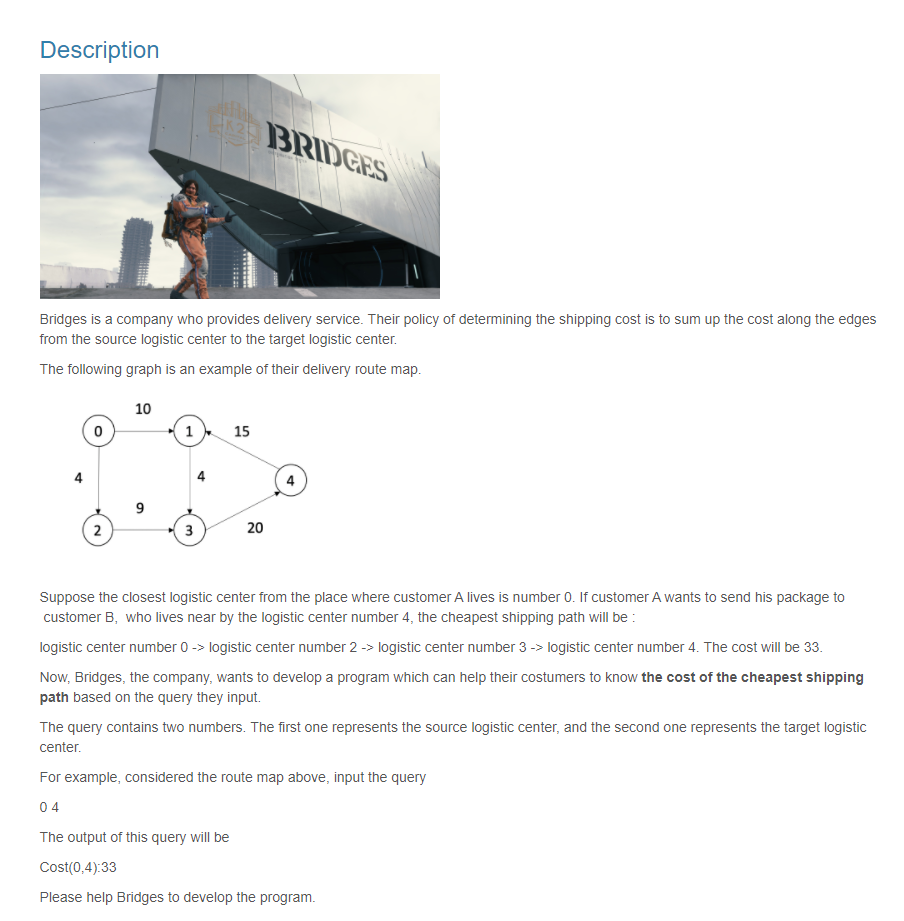 Description
K2
BRIDGES
Bridges is a company who provides delivery service. Their policy of determining the shipping cost is to sum up the cost along the edges
from the source logistic center to the target logistic center.
The following graph is an example of their delivery route map.
10
0 1 15
4 4 4
9
2 3 20
Suppose the closest logistic center from the place where customer A lives is number 0. If customer A wants to send his package to
customer B, who lives near by the logistic center number 4, the cheapest shipping path will be :
logistic center number 0 -> logistic center number 2 -> logistic center number 3 -> logistic center number 4. The cost will be 33.
Now, Bridges, the company, wants to develop a program which can help their costumers to know the cost of the cheapest shipping
path based on the query they input.
The query contains two numbers. The first one represents the source logistic center, and the second one represents the target logistic
center.
For example, considered the route map above, input the query
0 4
The output of this query will be
Cost(0,4):33
Please help Bridges to develop the program.